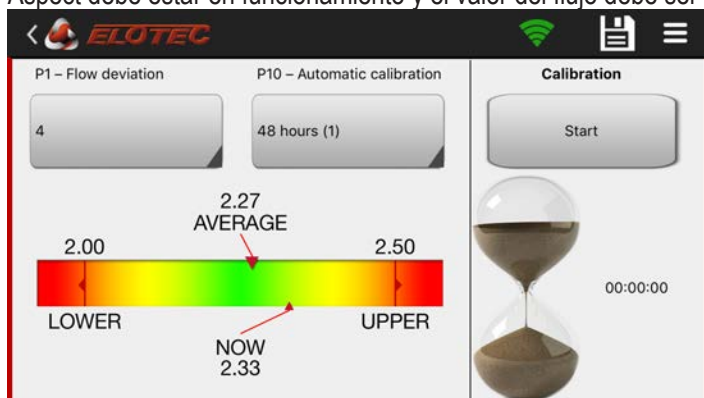 Aspect debe estar en funcionamiento y el valor del flujo debe ser
ELOTEC
P1 – Flow deviation
P10 – Automatic calibration
Calibration
4
48 hours (1)
Start
2.27
AVERAGE
2.00
2.50
00:00:00
LOWER
UPPER
NOW
2.33